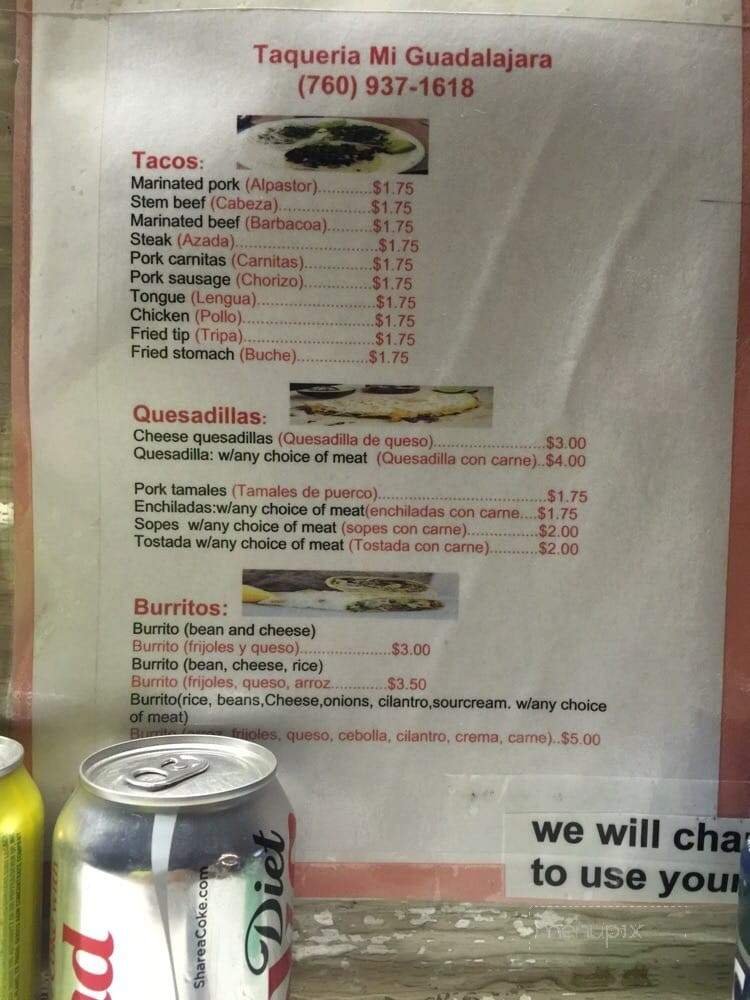 Taqueria Mi Guadalajara
(760) 937-1618
Tacos:
Marinated pork (Alpastor)............$1.75
Stem beef (Cabeza)....................$1.75
Marinated beef (Barbacoa)..........$1.75
Steak (Azada)...............................$1.75
Pork carnitas (Carnitas)...............$1.75
Pork sausage (Chorizo)...............$1.75
Tongue (Lengua)..........................$1.75
Chicken (Pollo).............................$1.75
Fried tip (Tripa)............................$1.75
Fried stomach (Buche)................$1.75
Quesadillas:
Cheese quesadillas (Quesadilla de queso).........................$3.00
Quesadilla: w/any choice of meat (Quesadilla con carne)..$4.00
Pork tamales (Tamales de puerco).....................................$1.75
Enchiladas:w/any choice of meat(enchiladas con carne....$1.75
Sopes w/any choice of meat (sopes con carne)................$2.00
Tostada w/any choice of meat (Tostada con carne)...........$2.00
Burritos:
Burrito (bean and cheese)
Burrito (frijoles y queso).....................$3.00
Burrito (bean, cheese, rice)
Burrito (frijoles, queso, arroz.............$3.50
Burrito(rice, beans,Cheese,onions, cilantro,sourcream. w/any choice
of meat)
Burrito (arroz, frijoles, queso, cebolla, cilantro, crema, carne)..$5.00
we will cha
to use your
ShareaCoke.com
Diet
menupix